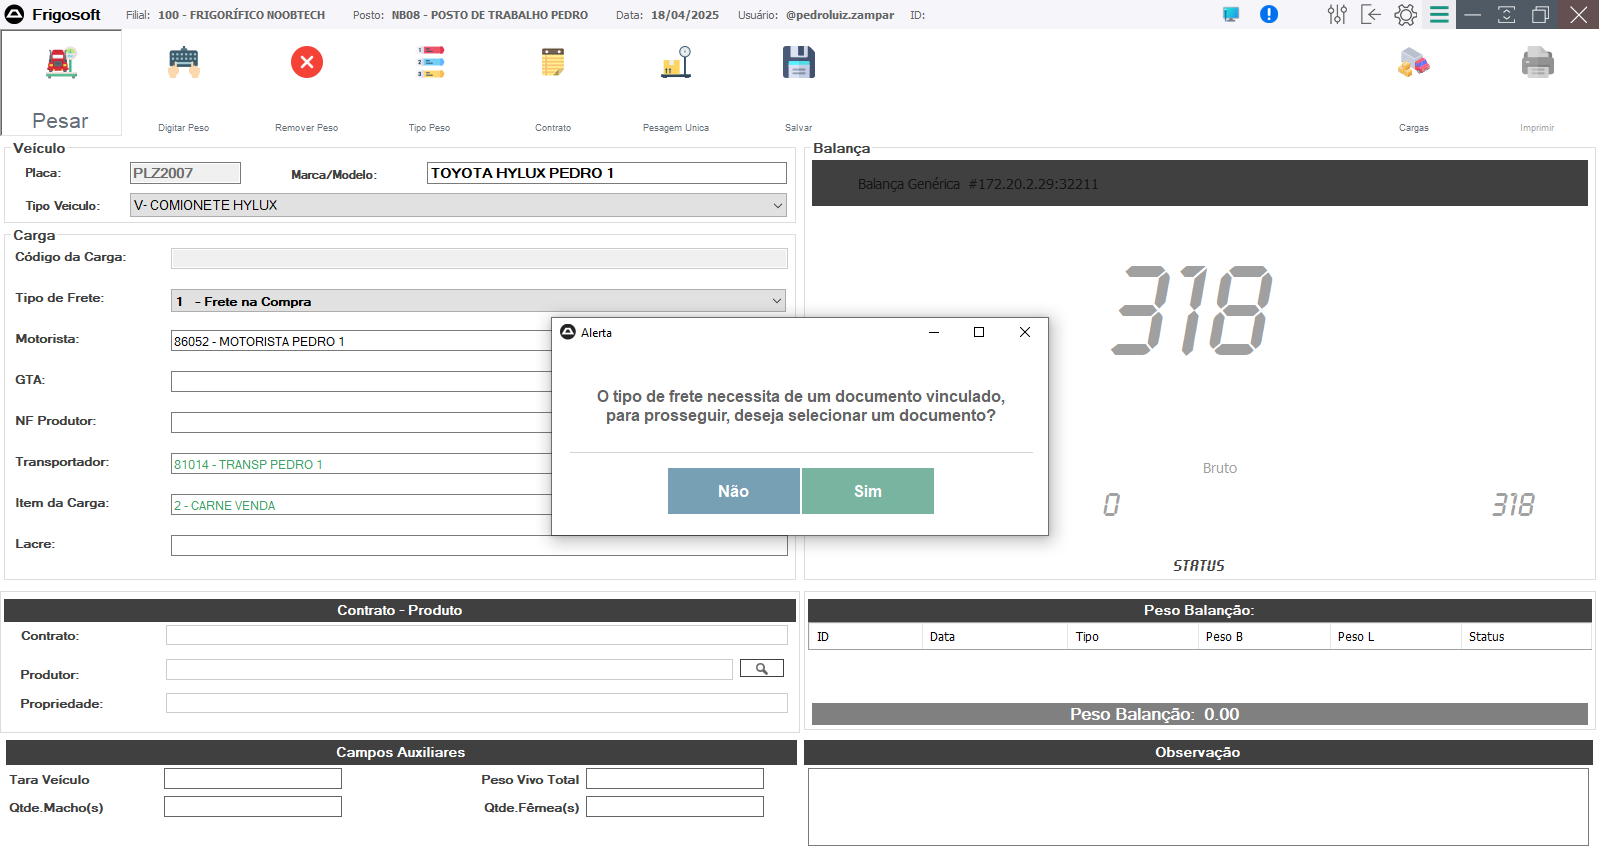 Frigosoft Filial: 100 - FRIGORÍFICO NOOBTECH Posto: NB08 - POSTO DE TRABALHO PEDRO Data: 18/04/2025 Usuário: @pedroluiz.zampar ID:
Pesar Digitar Peso Remover Peso Tipo Peso Contrato Pesagem Unica Salvar Cargas Imprimir
Veículo
Placa: PLZ2007 Marca/Modelo: TOYOTA HYLUX PEDRO 1
Tipo Veiculo: V- COMIONETE HYLUX
Carga
Código da Carga:
Tipo de Frete: 1 - Frete na Compra
Motorista: 86052 - MOTORISTA PEDRO 1
GTA:
NF Produtor:
Transportador: 81014 - TRANSP PEDRO 1
Item da Carga: 2 - CARNE VENDA
Lacre:
Balança
Balança Genérica #172.20.2.29:32211
318
Bruto
0 318
STATUS
Alerta
O tipo de frete necessita de um documento vinculado,
para prosseguir, deseja selecionar um documento?
Não Sim
Contrato - Produto
Contrato:
Produtor:
Propriedade:
Peso Balanção:
ID Data Tipo Peso B Peso L Status
Peso Balanção: 0.00
Campos Auxiliares
Tara Veículo Peso Vivo Total
Qtde.Macho(s) Qtde.Fêmea(s)
Observação